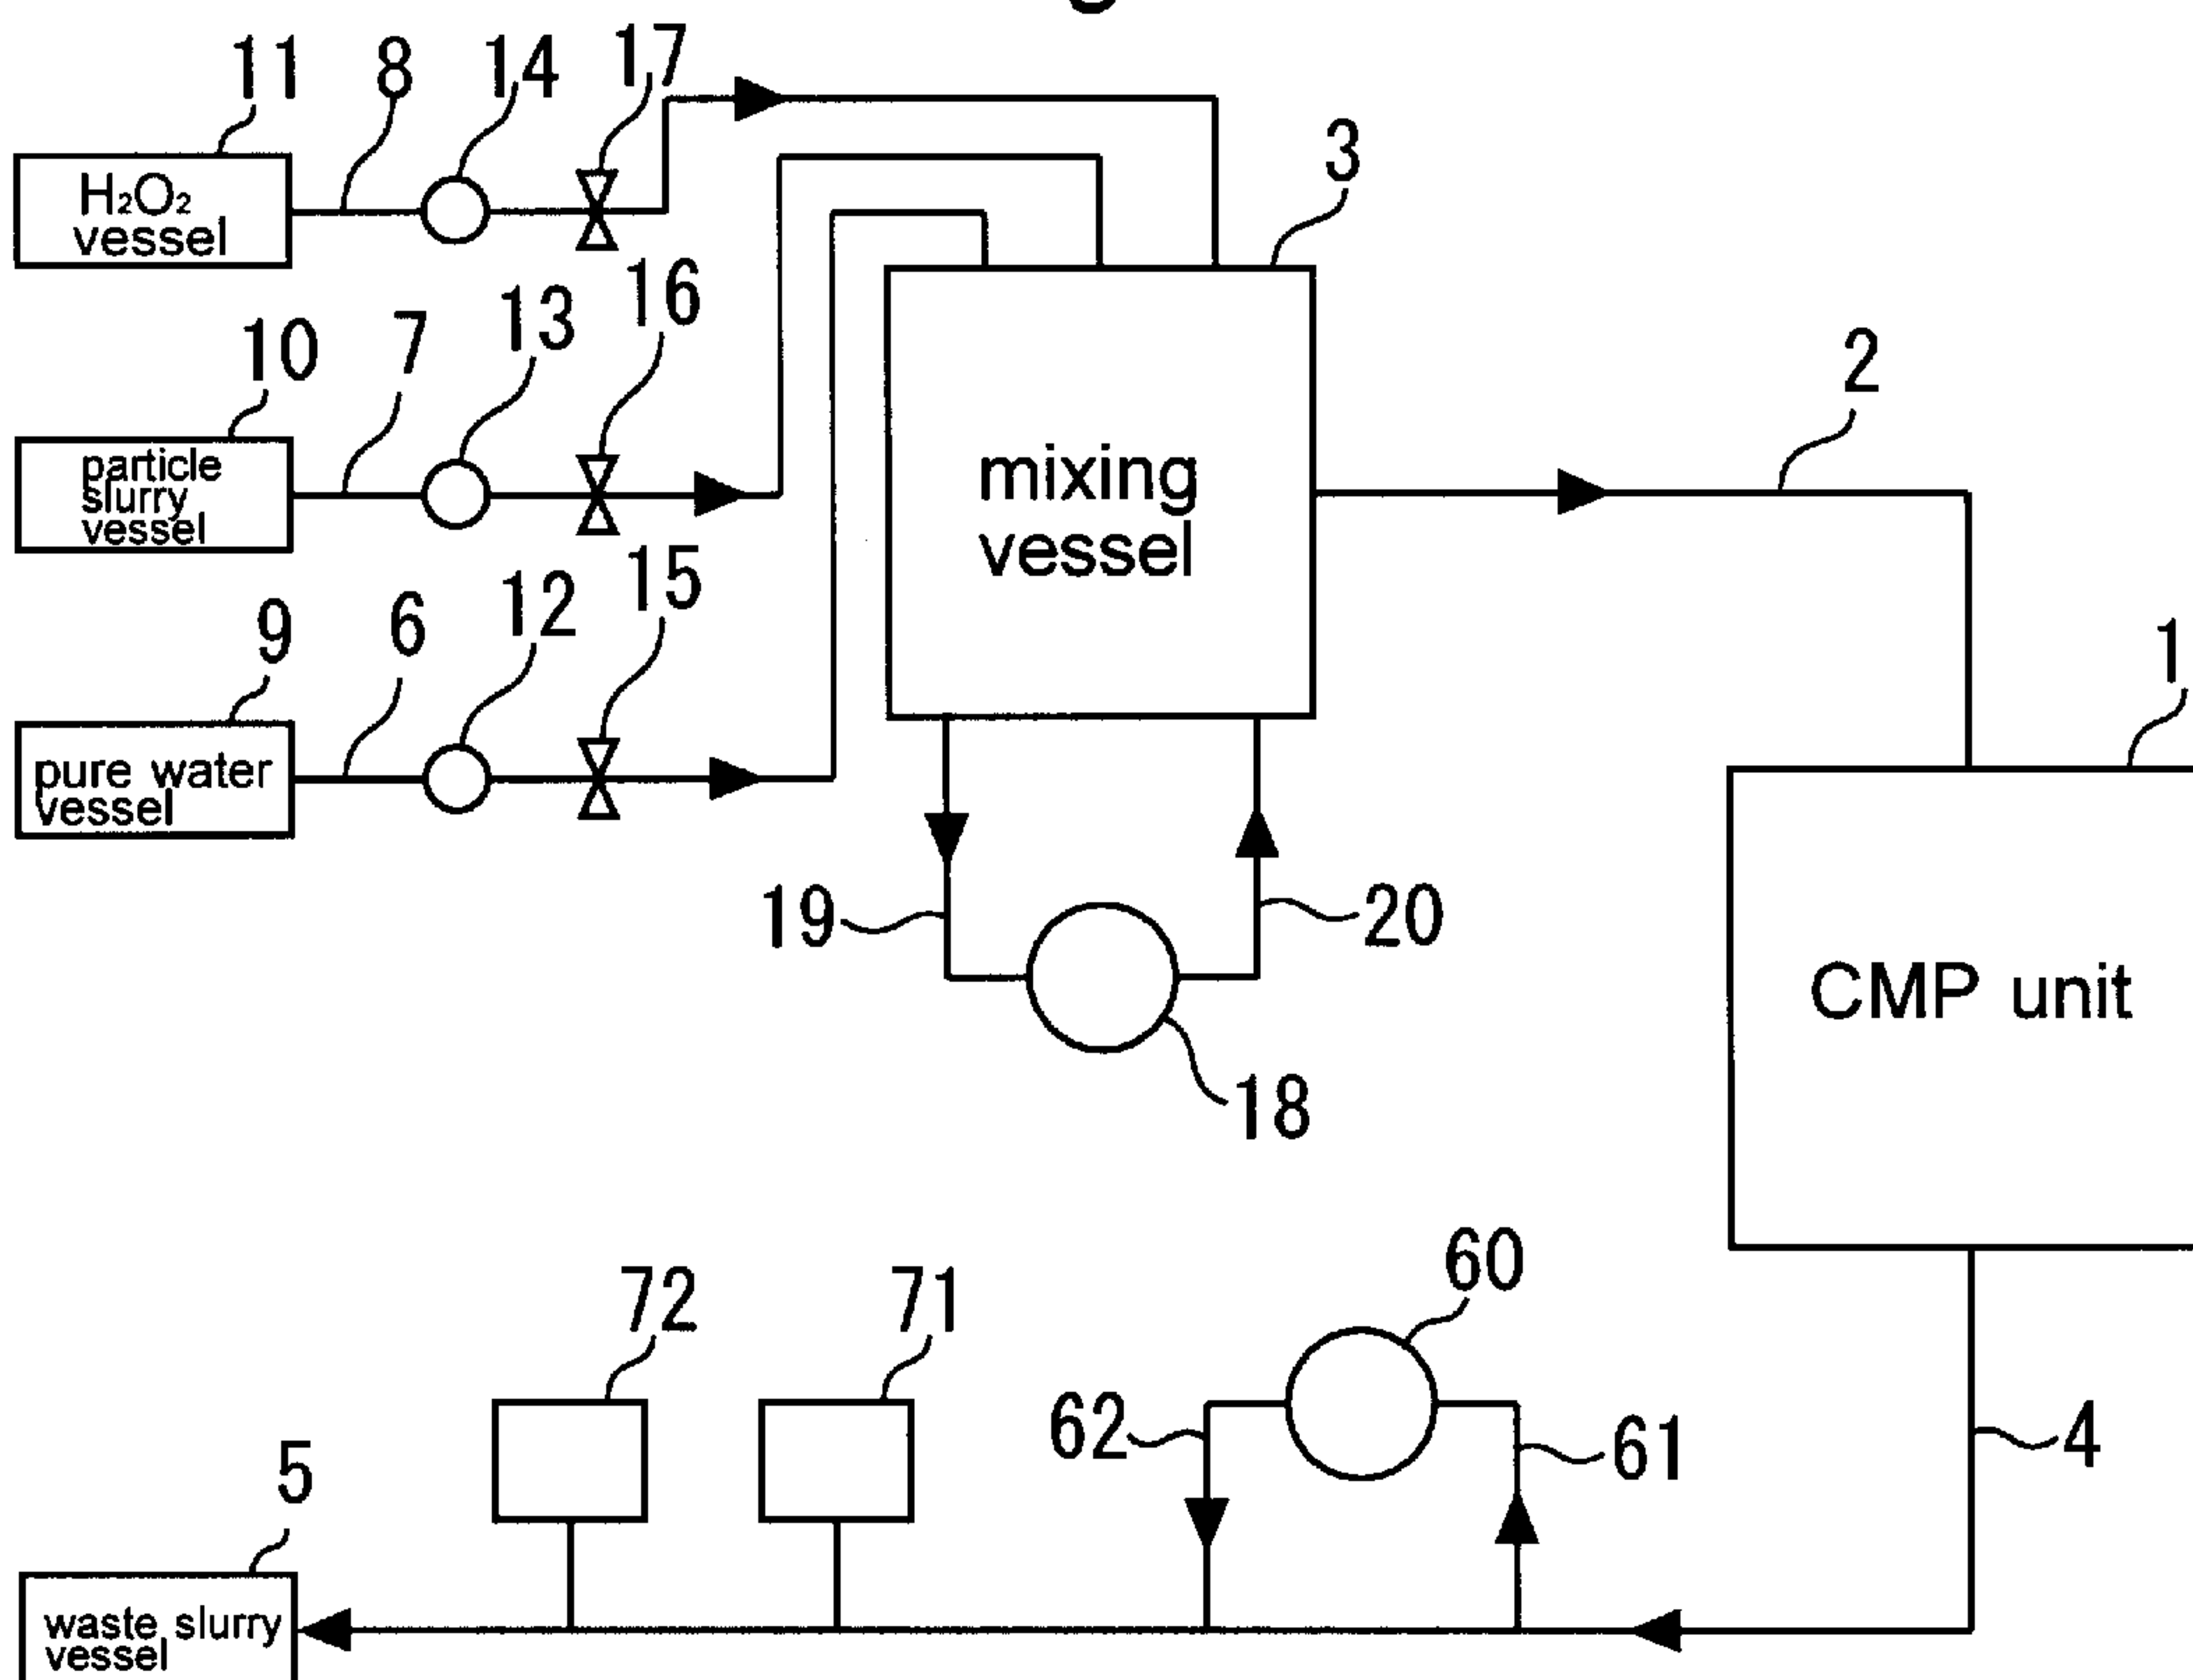 11
8
14
17
H₂O₂
vessel
3
10
7
13
16
particle
slurry
vessel
mixing
vessel
2
9
6
12
15
1
pure water
vessel
19
20
CMP unit
18
72
71
60
62
61
4
5
waste slurry
vessel